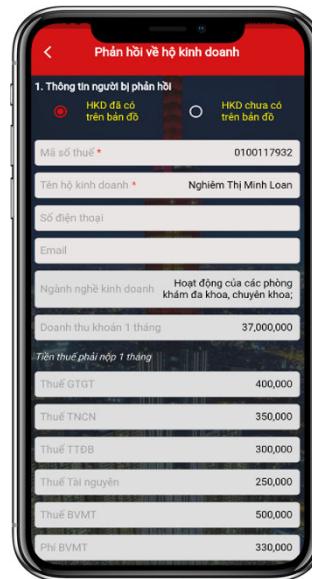 Phản hồi về hộ kinh doanh
1. Thông tin người bị phản hồi
HKD đã có
trên bản đồ
HKD chưa có
trên bản đồ
Mã số thuế * 0100117932
Tên hộ kinh doanh * Nghiêm Thị Minh Loan
Số điện thoại
Email
Ngành nghề kinh doanh Hoạt động của các phòng
khám đa khoa, chuyên khoa;
Doanh thu khoán 1 tháng 37,000,000
Tiền thuế phải nộp 1 tháng
Thuế GTGT 400,000
Thuế TNCN 350,000
Thuế TTĐB 300,000
Thuế Tài nguyên 250,000
Thuế BVMT 500,000
Phí BVMT 330,000